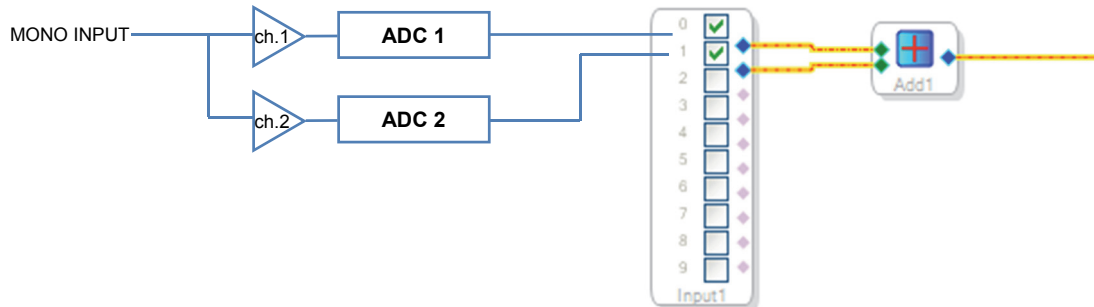 MONO INPUT
ch.1
ADC 1
ch.2
ADC 2
0
1
2
3
4
5
6
7
8
9
Input1
Add1